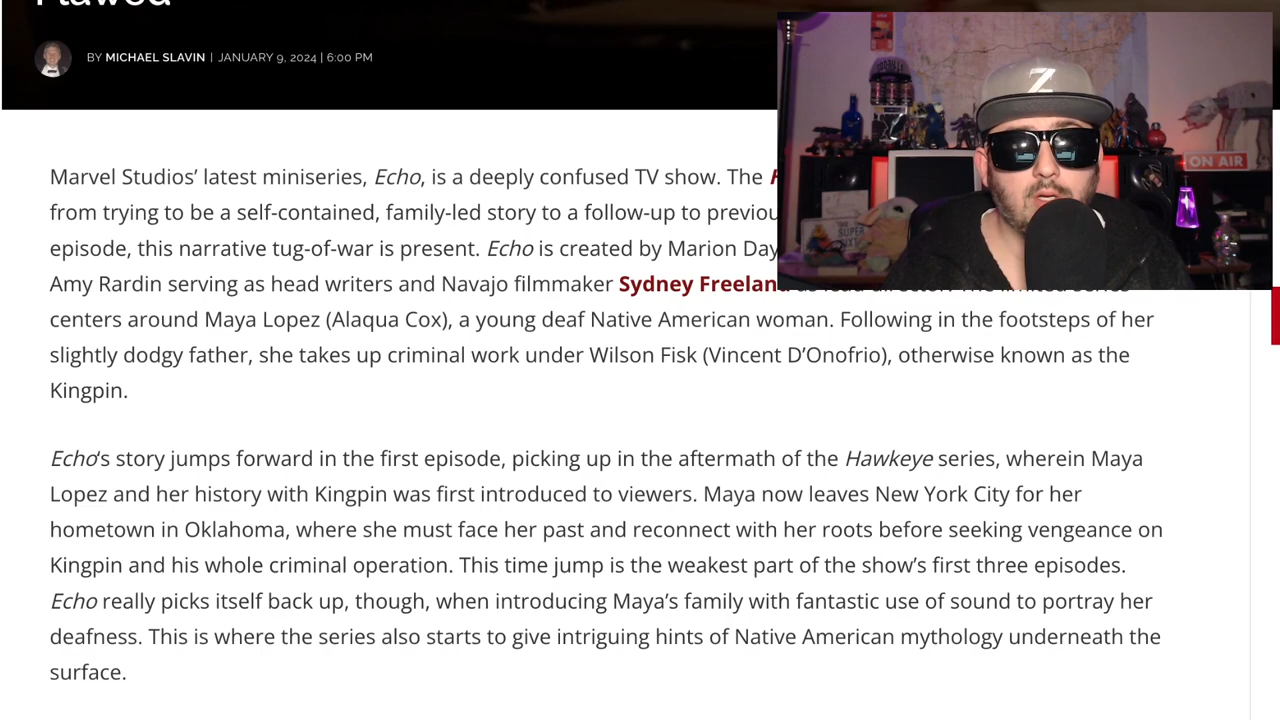 BY MICHAEL SLAVIN | JANUARY 9, 2024 | 6:00 PM
Z
ON AIR
Marvel Studios’ latest miniseries, Echo, is a deeply confused TV show. The
from trying to be a self-contained, family-led story to a follow-up to
episode, this narrative tug-of-war is present. Echo is created by Marion
Amy Rardin serving as head writers and Navajo filmmaker Sydney
centers around Maya Lopez (Alaqua Cox), a young deaf Native American woman. Following in the footsteps of her
slightly dodgy father, she takes up criminal work under Wilson Fisk (Vincent D’Onofrio), otherwise known as the
Kingpin.
Echo‘s story jumps forward in the first episode, picking up in the aftermath of the Hawkeye series, wherein Maya
Lopez and her history with Kingpin was first introduced to viewers. Maya now leaves New York City for her
hometown in Oklahoma, where she must face her past and reconnect with her roots before seeking vengeance on
Kingpin and his whole criminal operation. This time jump is the weakest part of the show’s first three episodes.
Echo really picks itself back up, though, when introducing Maya’s family with fantastic use of sound to portray her
deafness. This is where the series also starts to give intriguing hints of Native American mythology underneath the
surface.